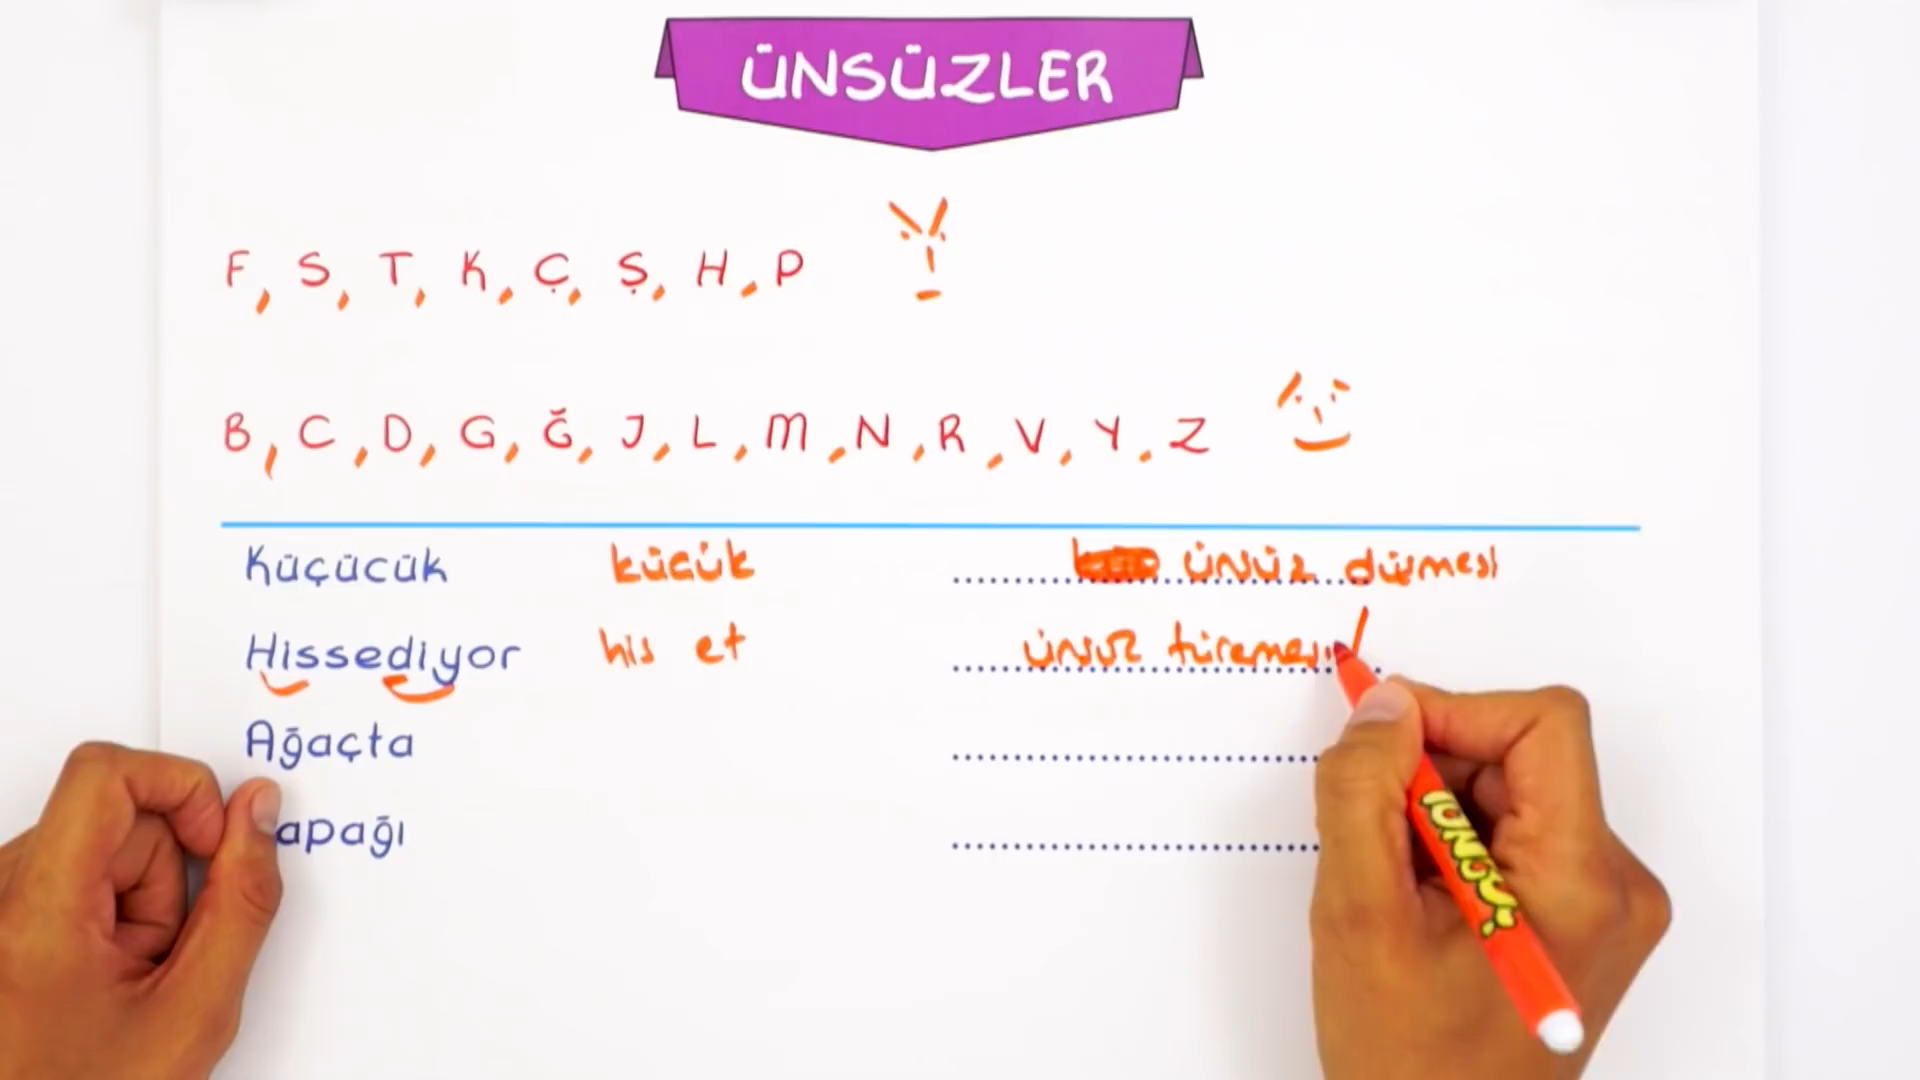 ÜNSÜZLER
F, S, T, K, Ç, Ş, H, P
B, C, D, G, Ğ, J, L, M, N, R, V, Y, Z
Küçücük küçük ünsüz düşmesi
Hissediyor his et ünsüz türemesi
Ağaçta
apağı